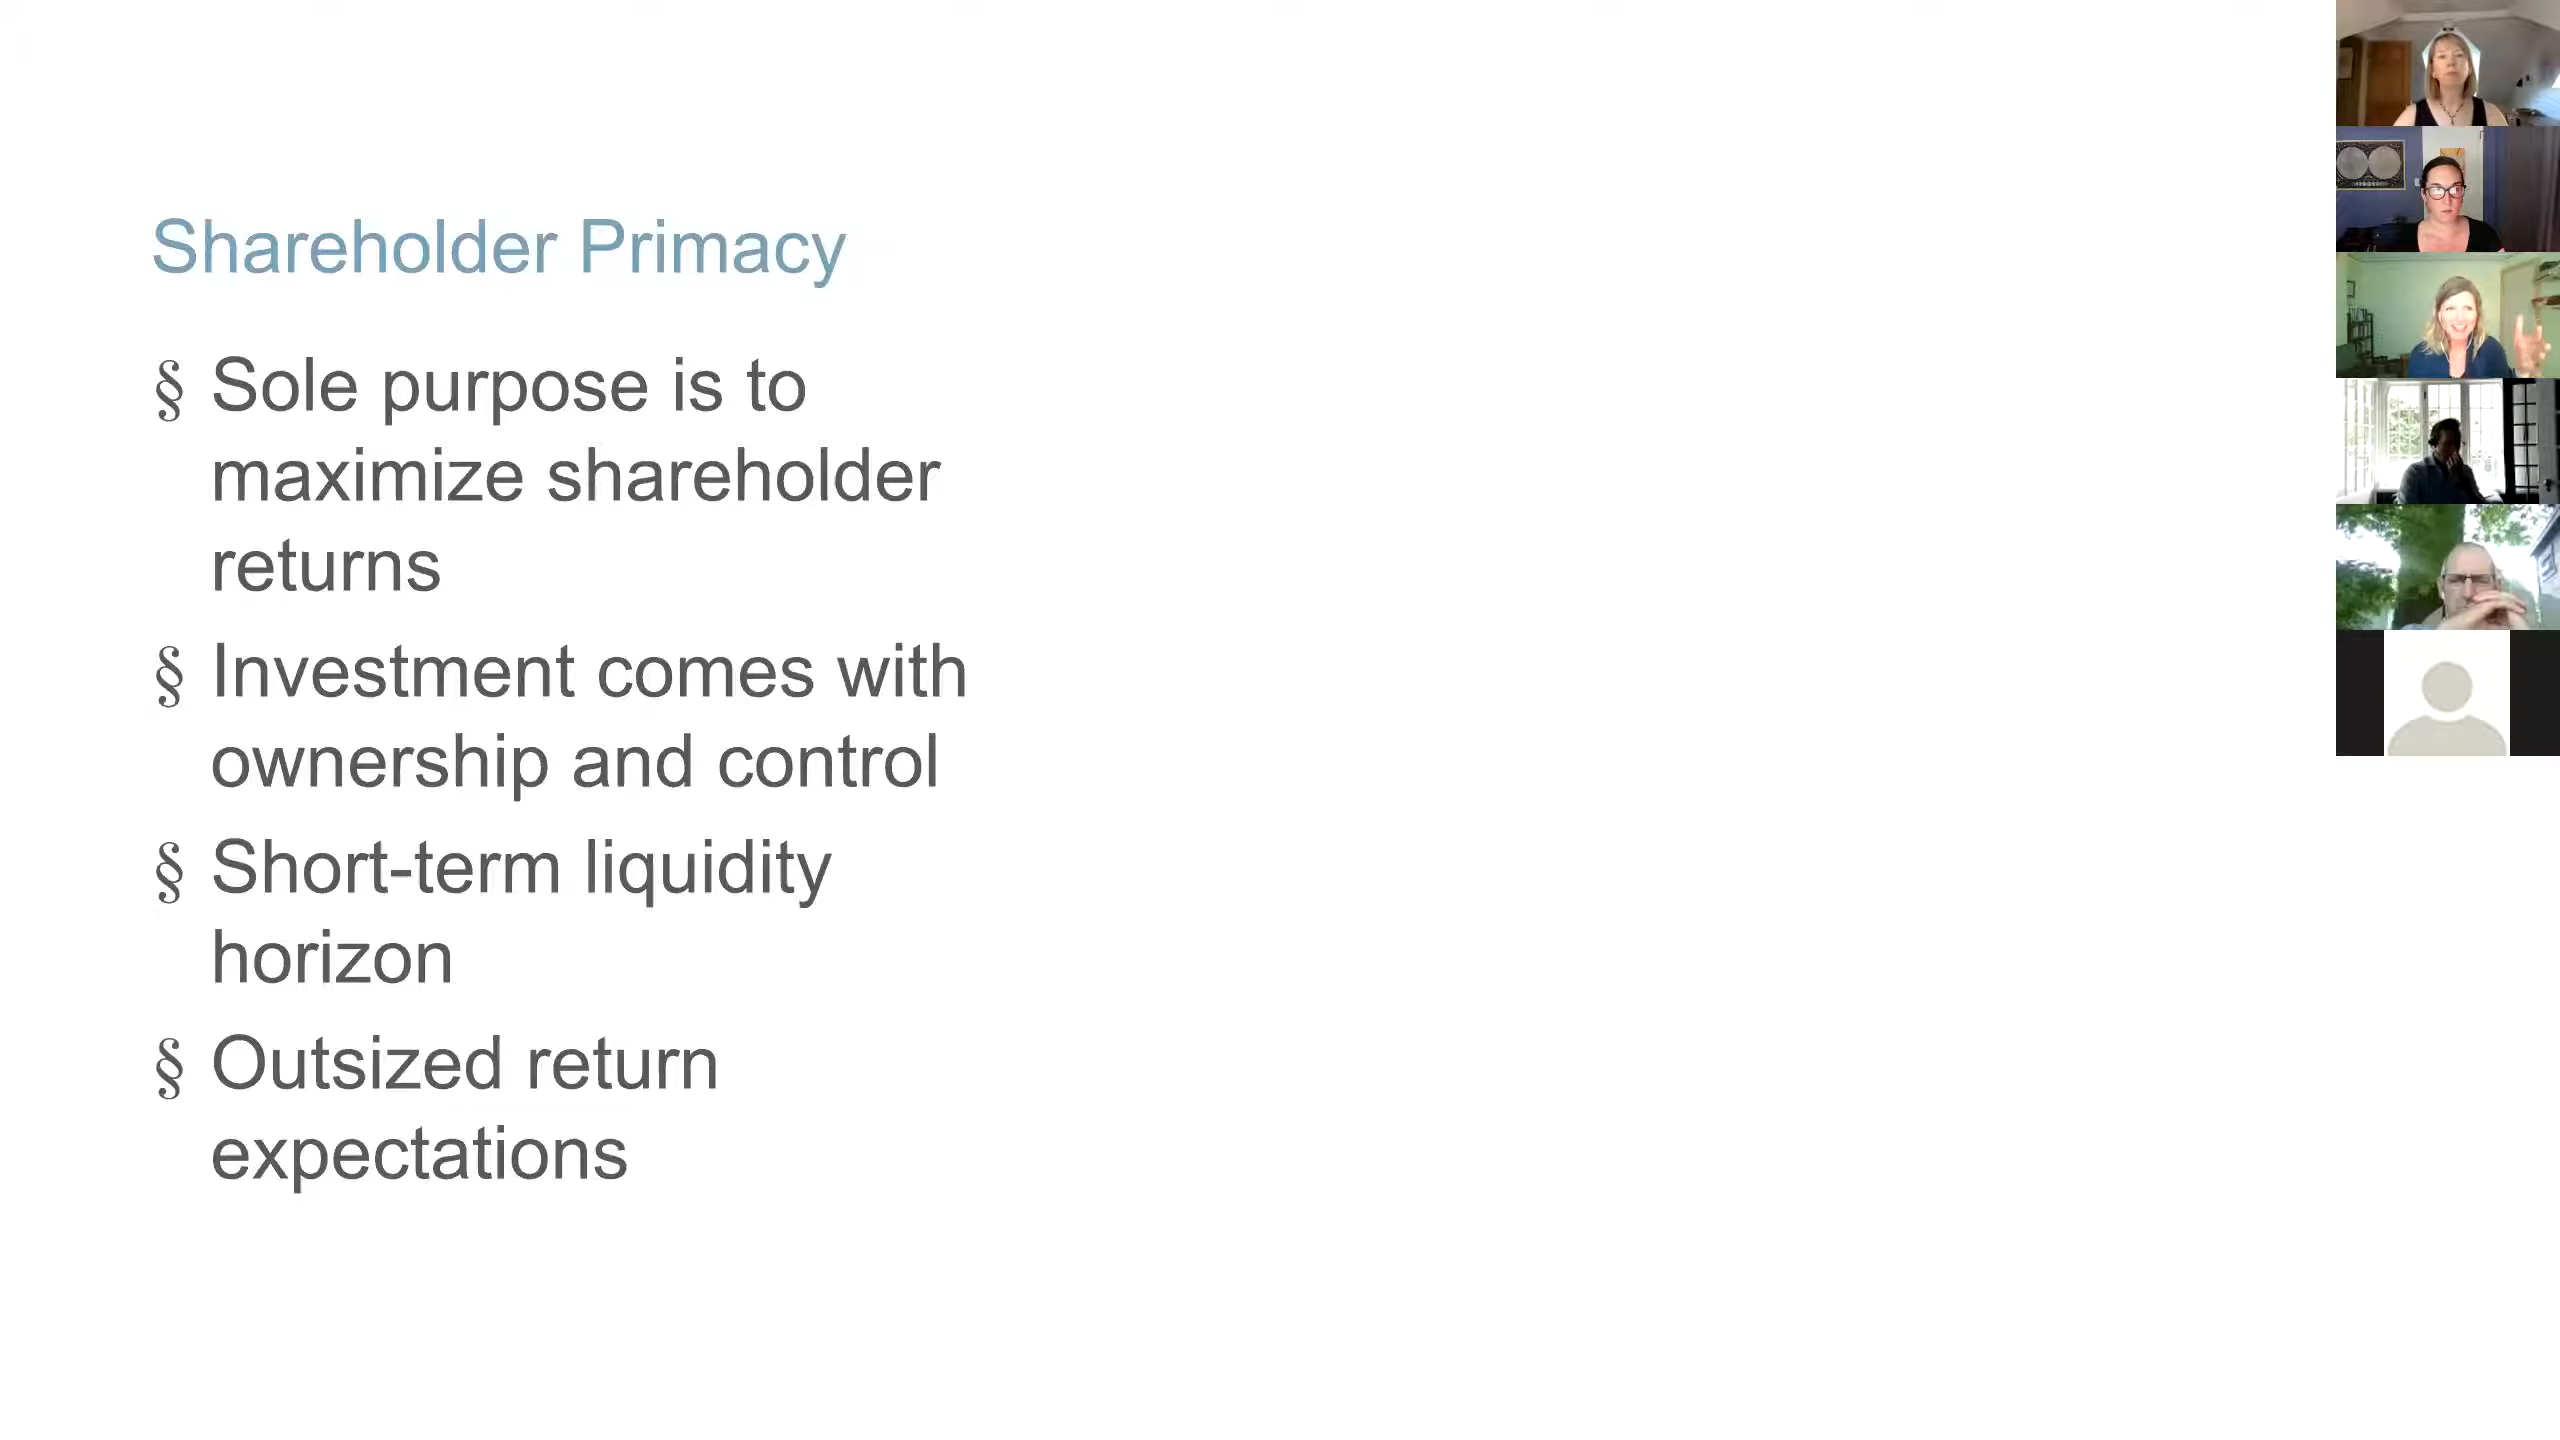 Shareholder Primacy
§ Sole purpose is to
maximize shareholder
returns
§ Investment comes with
ownership and control
§ Short-term liquidity
horizon
§ Outsized return
expectations